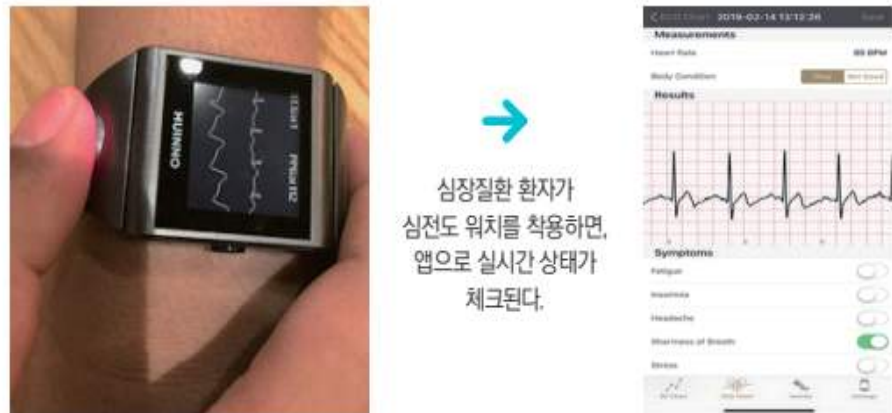 HUINNO
심장질환 환자가
심전도 워치를 착용하면,
앱으로 실시간 상태가
체크된다.
2019-02-14 13:12:26
Measurements
Heart Rate
BPM
Body Condition
Results
Symptoms
Fatigue
Insomnia
Headache
Shortness of Breath
Stress